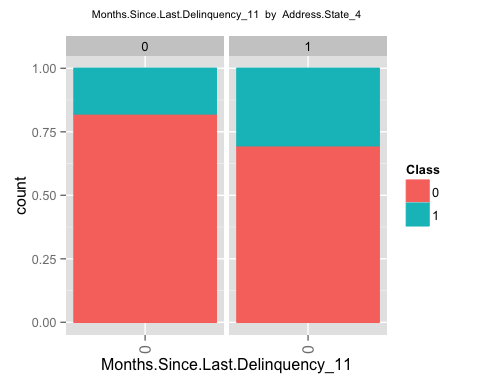 Months.Since.Last.Delinquency_11 by Address.State_4
0 1
1.00
0.75
0.50
0.25
0.00
count
0 0
Months.Since.Last.Delinquency_11
Class
0
1